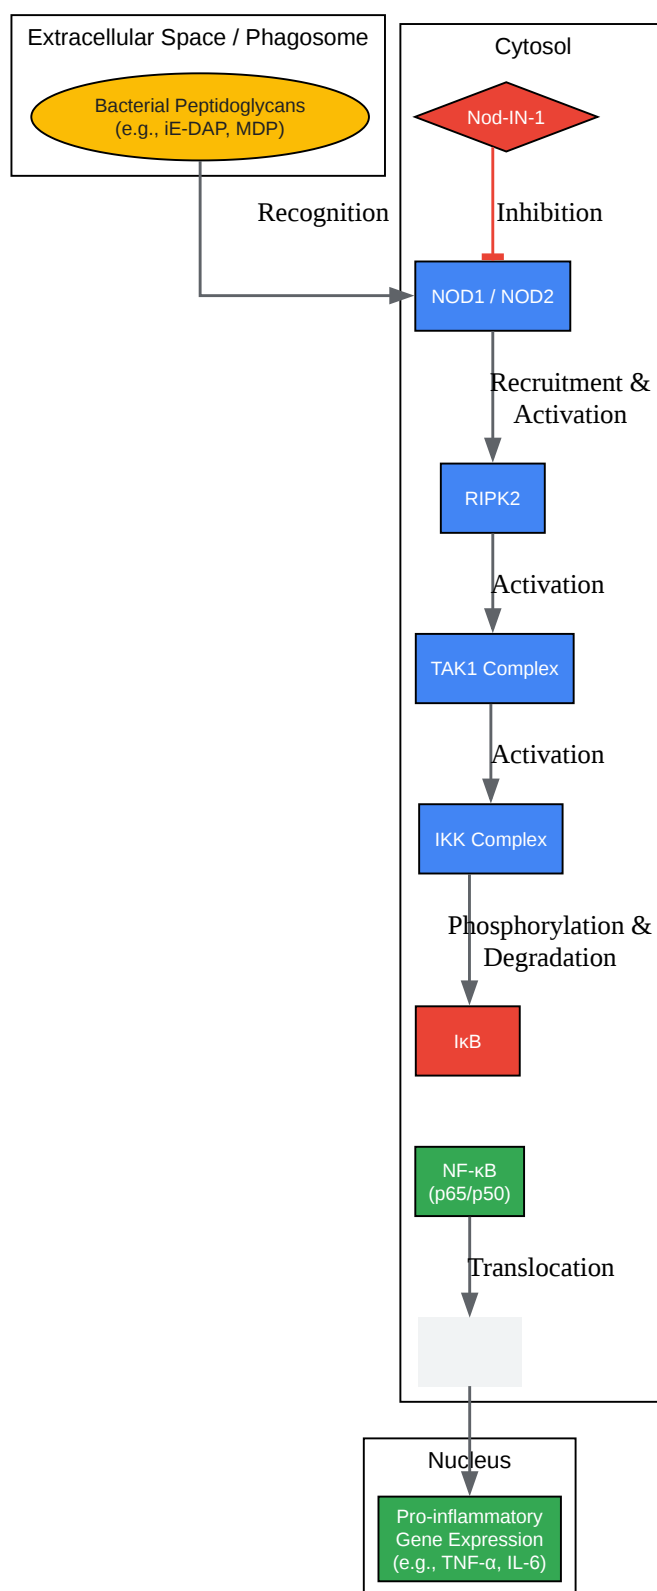 Extracellular Space / Phagosome
Bacterial Peptidoglycans
(e.g., iE-DAP, MDP)
Cytosol
Nod-IN-1
Recognition
Inhibition
NOD1 / NOD2
Recruitment &
Activation
RIPK2
Activation
TAK1 Complex
Activation
IKK Complex
Phosphorylation &
Degradation
IκB
NF-κB
(p65/p50)
Translocation
Nucleus
Pro-inflammatory
Gene Expression
(e.g., TNF-α, IL-6)